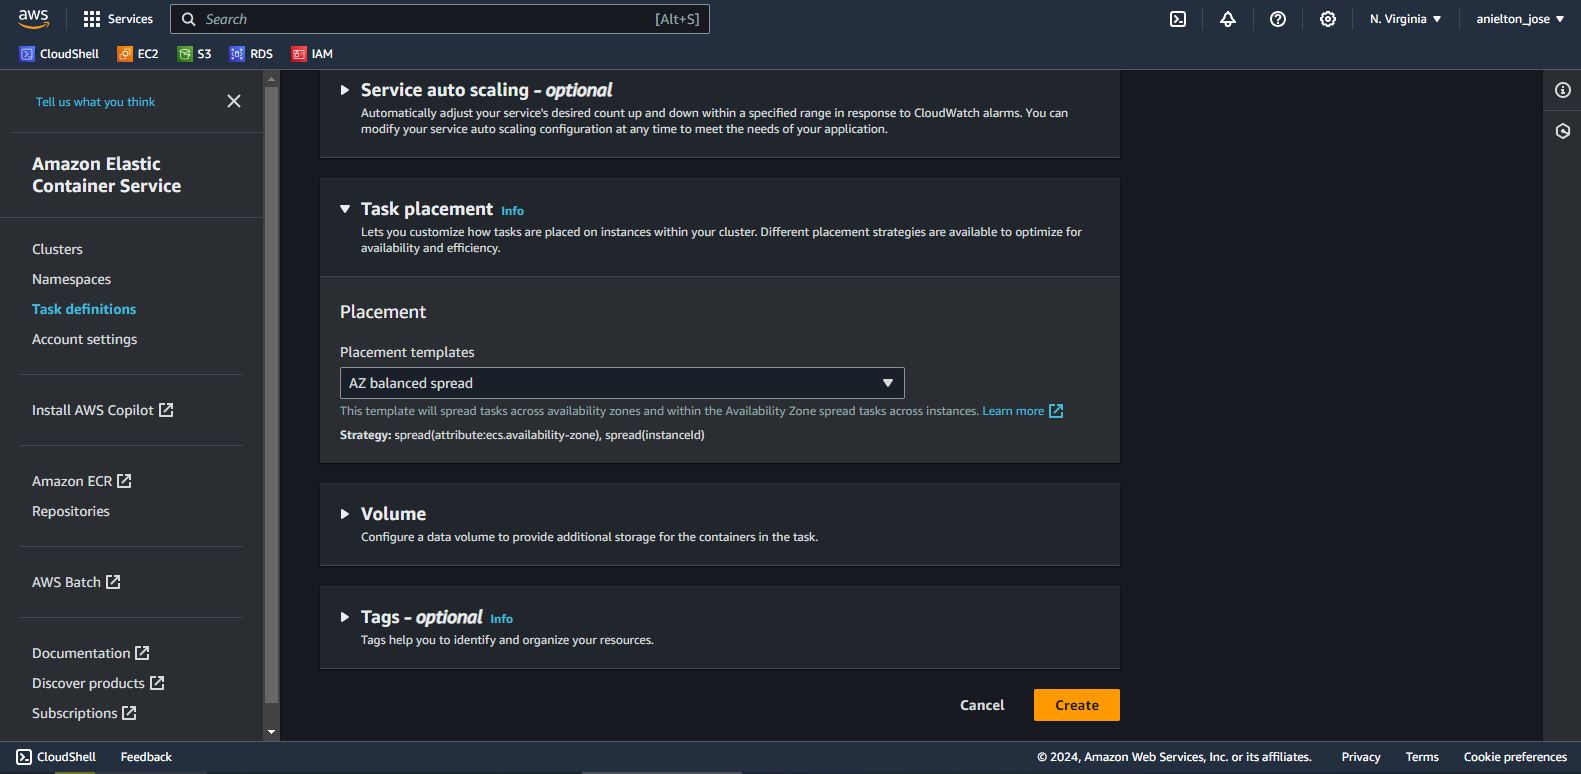 aws
Services
Search
[Alt+S]
N. Virginia
anielton_jose
CloudShell
EC2
S3
RDS
IAM
Tell us what you think
Amazon Elastic
Container Service
Clusters
Namespaces
Task definitions
Account settings
Install AWS Copilot
Amazon ECR
Repositories
AWS Batch
Documentation
Discover products
Subscriptions
Service auto scaling - optional
Automatically adjust your service's desired count up and down within a specified range in response to CloudWatch alarms. You can
modify your service auto scaling configuration at any time to meet the needs of your application.
Task placement Info
Lets you customize how tasks are placed on instances within your cluster. Different placement strategies are available to optimize for
availability and efficiency.
Placement
Placement templates
AZ balanced spread
This template will spread tasks across availability zones and within the Availability Zone spread tasks across instances. Learn more
Strategy: spread(attribute:ecs.availability-zone), spread(instanceId)
Volume
Configure a data volume to provide additional storage for the containers in the task.
Tags - optional Info
Tags help you to identify and organize your resources.
Cancel
Create
CloudShell
Feedback
© 2024, Amazon Web Services, Inc. or its affiliates.
Privacy
Terms
Cookie preferences